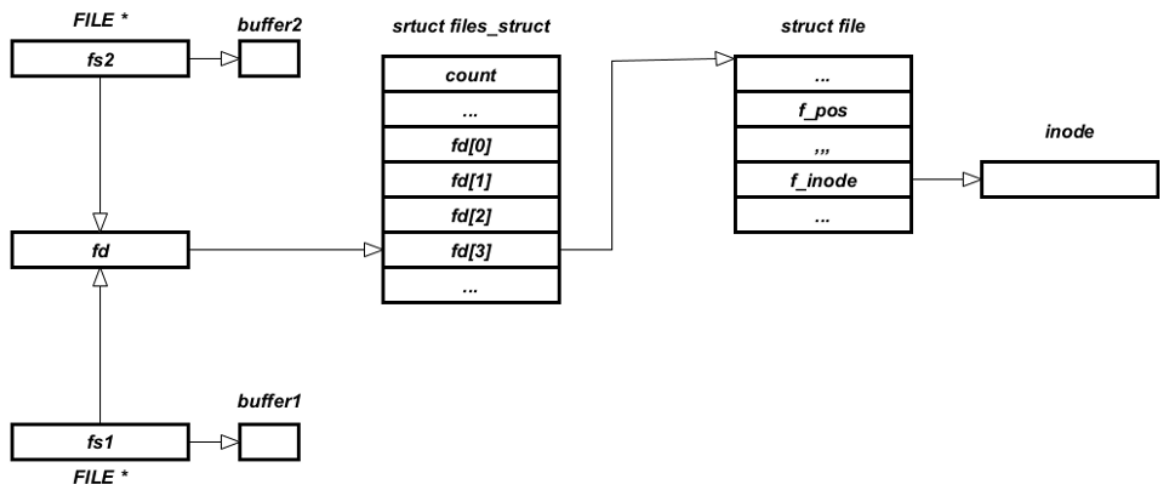 FILE *
fs2
buffer2
fd
fs1
buffer1
FILE *
srtuct files_struct
count
...
fd[0]
fd[1]
fd[2]
fd[3]
...
struct file
...
f_pos
,,,
f_inode
...
inode